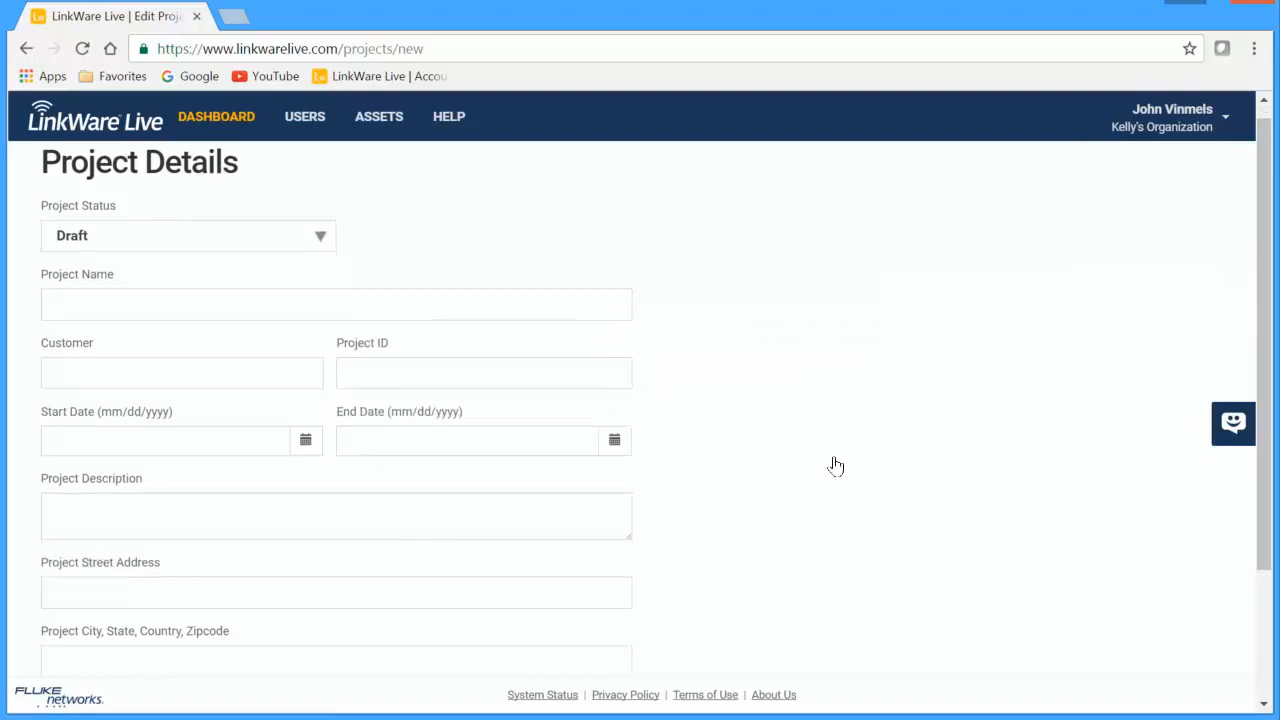 LinkWare Live | Edit Proj
https://www.linkwarelive.com/projects/new
Apps Favorites Google YouTube LinkWare Live | Accou
LinkWare Live DASHBOARD USERS ASSETS HELP
John Vinmels
Kelly's Organization
Project Details
Project Status
Draft
Project Name
Customer Project ID
Start Date (mm/dd/yyyy) End Date (mm/dd/yyyy)
Project Description
Project Street Address
Project City, State, Country, Zipcode
FLUKE networks. System Status | Privacy Policy | Terms of Use | About Us